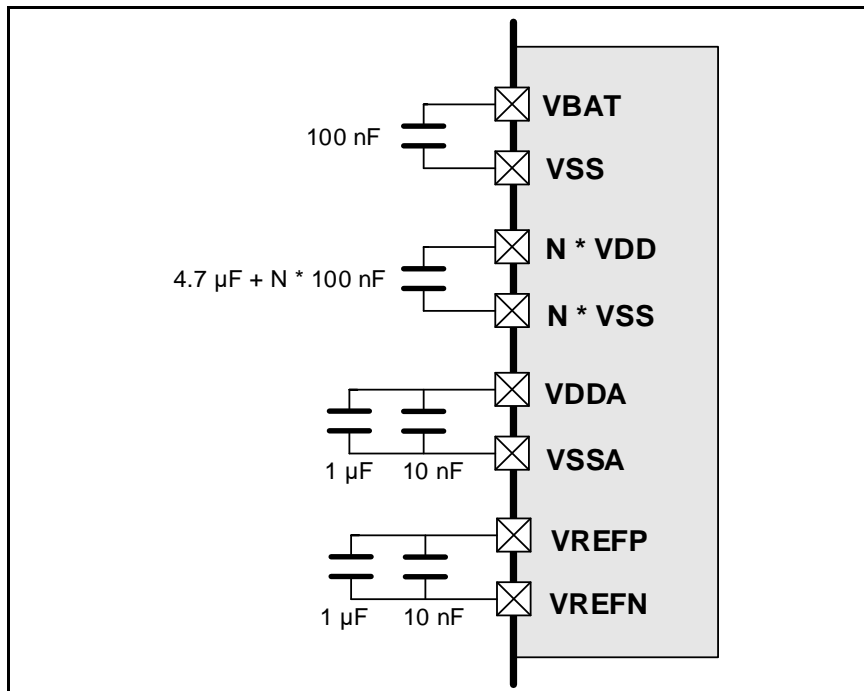 VBAT
100 nF
VSS
N * VDD
4.7 µF + N * 100 nF
N * VSS
VDDA
VSSA
1 µF 10 nF
VREFP
VREFN
1 µF 10 nF